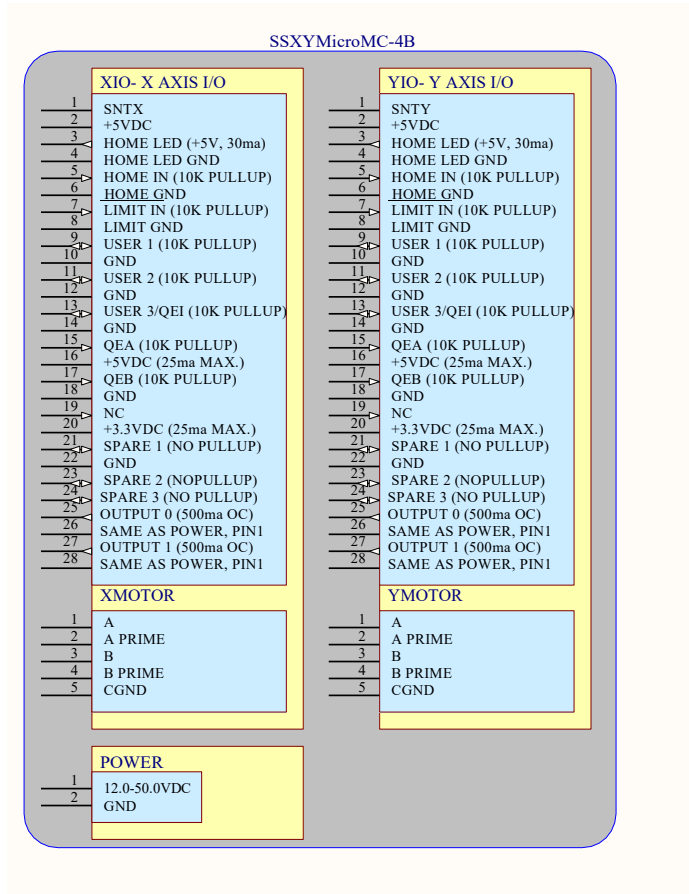 SSXYMicroMC-4B
XIO- X AXIS I/O
1 SNTX
2 +5VDC
3 HOME LED (+5V, 30ma)
4 HOME LED GND
5 HOME IN (10K PULLUP)
6 HOME GND
7 LIMIT IN (10K PULLUP)
8 LIMIT GND
9 USER 1 (10K PULLUP)
10 GND
11 USER 2 (10K PULLUP)
12 GND
13 USER 3/QEI (10K PULLUP)
14 GND
15 QEA (10K PULLUP)
16 +5VDC (25ma MAX.)
17 QEB (10K PULLUP)
18 GND
19 NC
20 +3.3VDC (25ma MAX.)
21 SPARE 1 (NO PULLUP)
22 GND
23 SPARE 2 (NOPULLUP)
24 SPARE 3 (NO PULLUP)
25 OUTPUT 0 (500ma OC)
26 SAME AS POWER, PIN1
27 OUTPUT 1 (500ma OC)
28 SAME AS POWER, PIN1
XMOTOR
1 A
2 A PRIME
3 B
4 B PRIME
5 CGND
POWER
1 12.0-50.0VDC
2 GND
YIO- Y AXIS I/O
1 SNTY
2 +5VDC
3 HOME LED (+5V, 30ma)
4 HOME LED GND
5 HOME IN (10K PULLUP)
6 HOME GND
7 LIMIT IN (10K PULLUP)
8 LIMIT GND
9 USER 1 (10K PULLUP)
10 GND
11 USER 2 (10K PULLUP)
12 GND
13 USER 3/QEI (10K PULLUP)
14 GND
15 QEA (10K PULLUP)
16 +5VDC (25ma MAX.)
17 QEB (10K PULLUP)
18 GND
19 NC
20 +3.3VDC (25ma MAX.)
21 SPARE 1 (NO PULLUP)
22 GND
23 SPARE 2 (NOPULLUP)
24 SPARE 3 (NO PULLUP)
25 OUTPUT 0 (500ma OC)
26 SAME AS POWER, PIN1
27 OUTPUT 1 (500ma OC)
28 SAME AS POWER, PIN1
YMOTOR
1 A
2 A PRIME
3 B
4 B PRIME
5 CGND